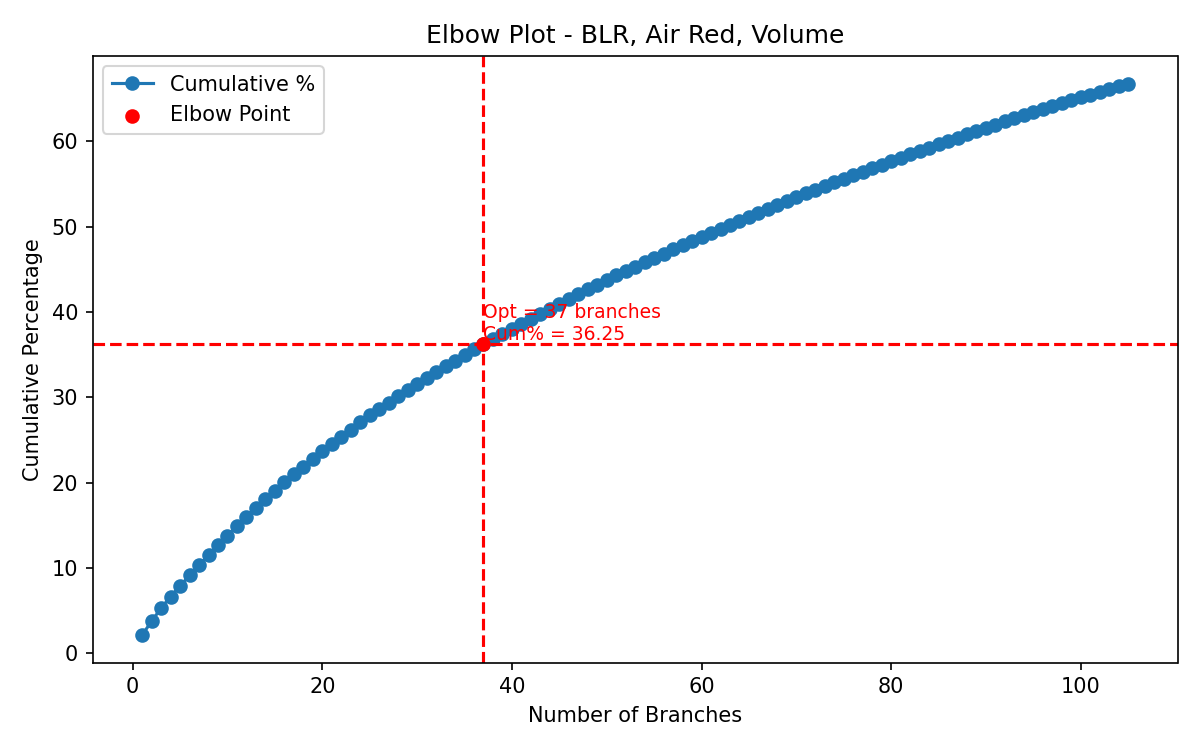 Elbow Plot - BLR, Air Red, Volume
Cumulative %
Elbow Point
Cumulative Percentage
60
50
40
30
20
10
0
Opt = 37 branches
Cum% = 36.25
0
20
40
60
80
100
Number of Branches